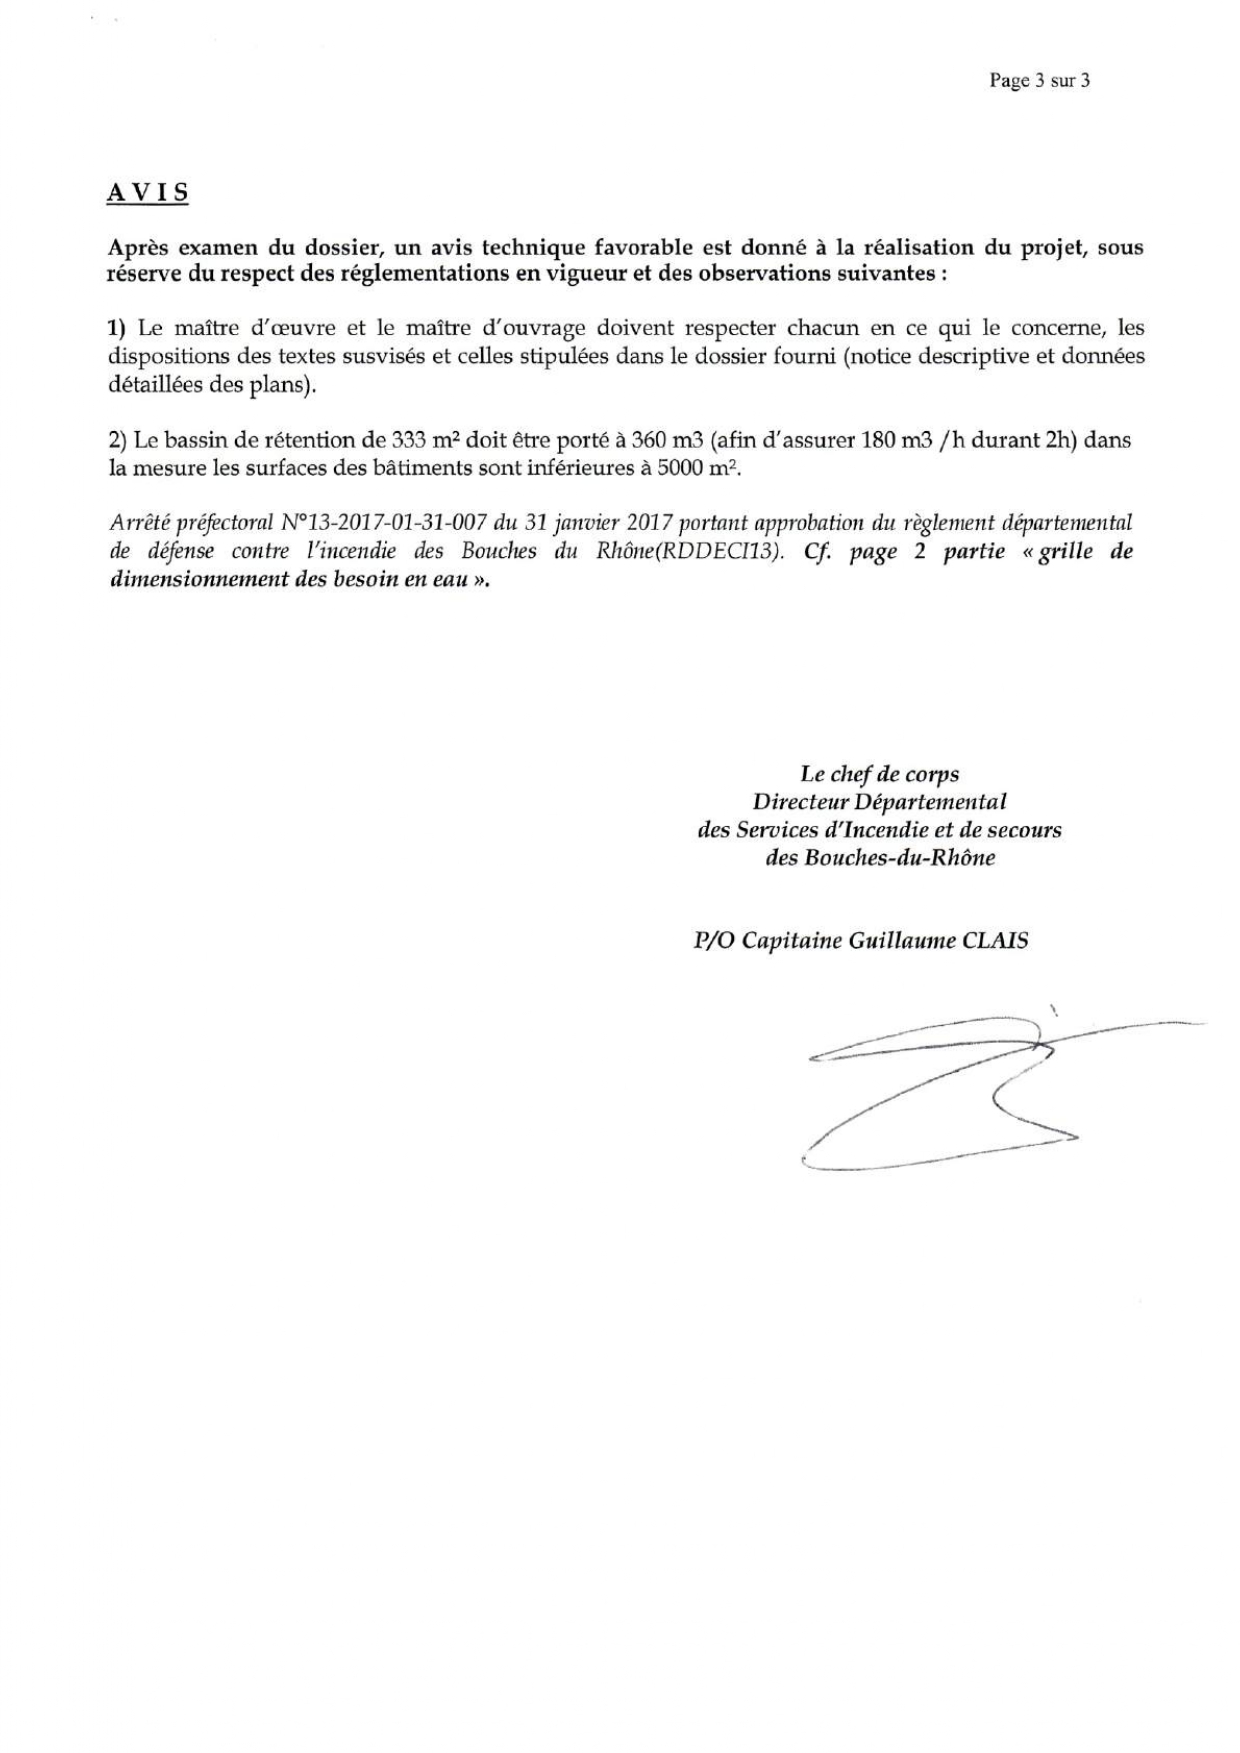 Page 3 sur 3
A V I S
Après examen du dossier, un avis technique favorable est donné à la réalisation du projet, sous
réserve du respect des réglementations en vigueur et des observations suivantes :
1) Le maître d'œuvre et le maître d'ouvrage doivent respecter chacun en ce qui le concerne, les
dispositions des textes susvisés et celles stipulées dans le dossier fourni (notice descriptive et données
détaillées des plans).
2) Le bassin de rétention de 333 m² doit être porté à 360 m3 (afin d'assurer 180 m3 /h durant 2h) dans
la mesure les surfaces des bâtiments sont inférieures à 5000 m².
Arrêté préfectoral N°13-2017-01-31-007 du 31 janvier 2017 portant approbation du règlement départemental
de défense contre l'incendie des Bouches du Rhône(RDDECI13). Cf. page 2 partie « grille de
dimensionnement des besoin en eau ».
Le chef de corps
Directeur Départemental
des Services d'Incendie et de secours
des Bouches-du-Rhône
P/O Capitaine Guillaume CLAIS